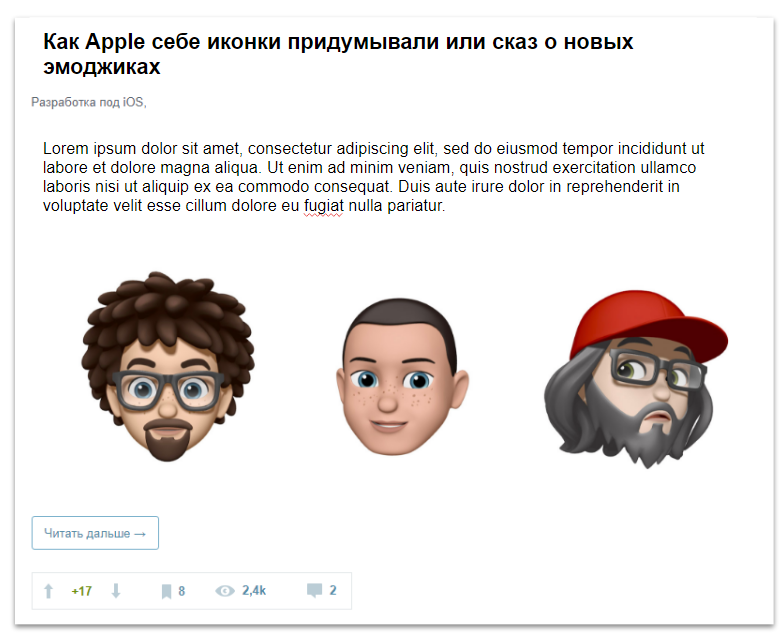 Как Apple себе иконки придумывали или сказ о новых
эмоджиках
Разработка под iOS,
Lorem ipsum dolor sit amet, consectetur adipiscing elit, sed do eiusmod tempor incididunt ut
labore et dolore magna aliqua. Ut enim ad minim veniam, quis nostrud exercitation ullamco
laboris nisi ut aliquip ex ea commodo consequat. Duis aute irure dolor in reprehenderit in
voluptate velit esse cillum dolore eu fugiat nulla pariatur.
Читать дальше →
+17 8 2,4k 2